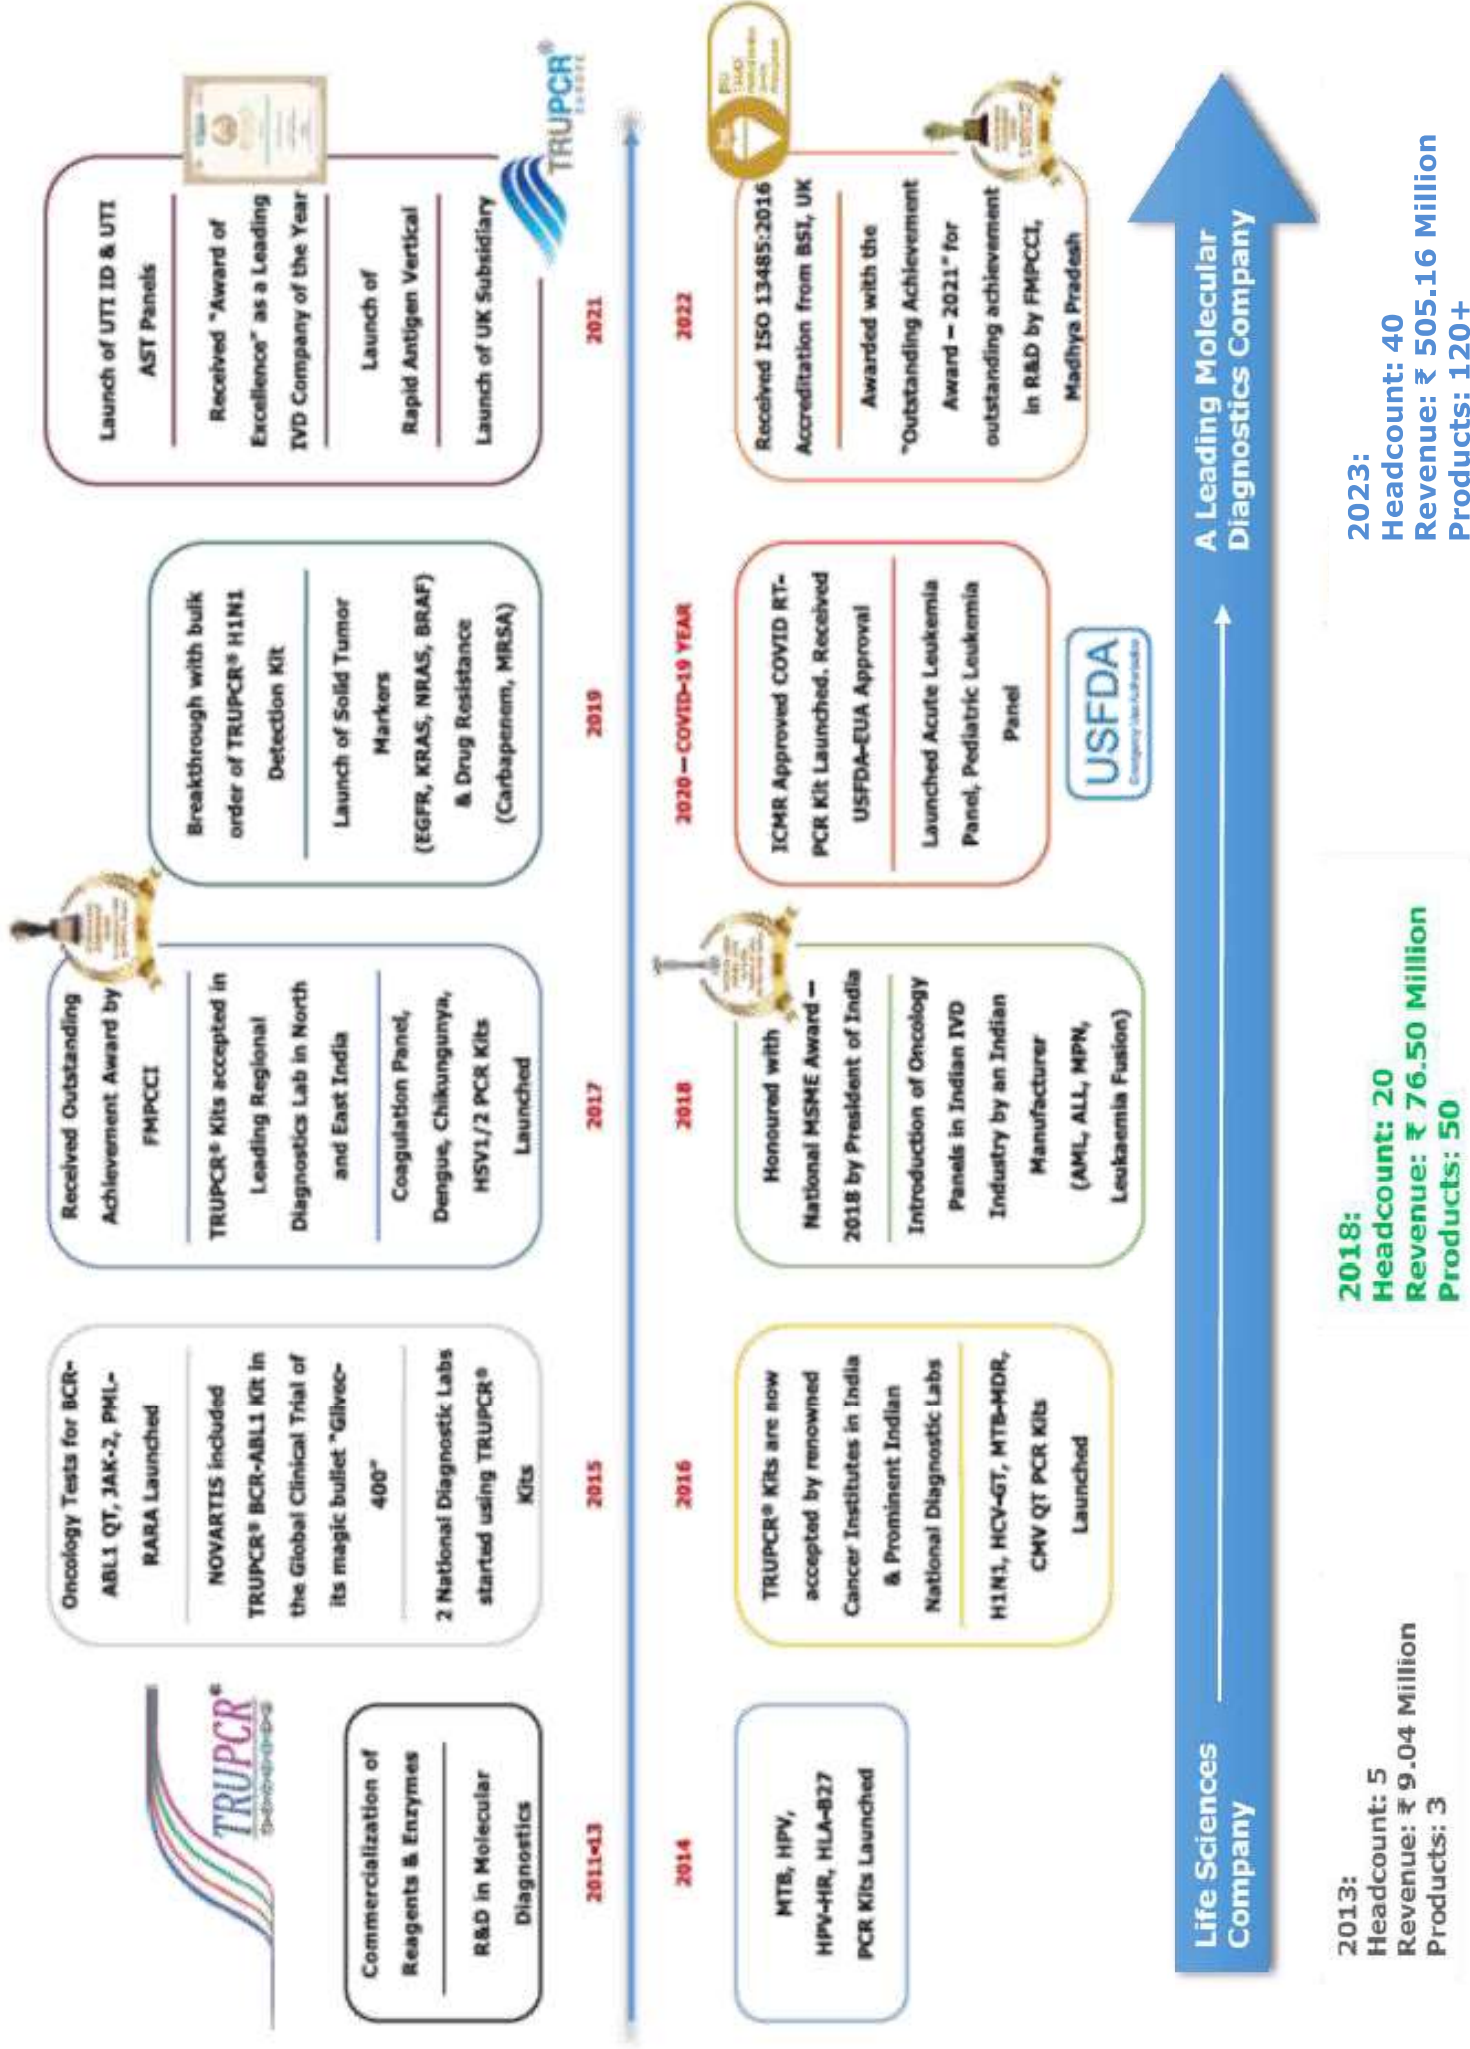 TRUPCR®
Commercialization of
Reagents & Enzymes
R&D in Molecular
Diagnostics
2011-13
Oncology Tests for BCR-
ABL1 QT, JAK-2, PML-
RARA Launched
NOVARTIS included
TRUPCR® BCR-ABL1 Kit in
the Global Clinical Trial of
its magic bullet "Glivec-
400"
2 National Diagnostic Labs
started using TRUPCR®
Kits
2015
Received Outstanding
Achievement Award by
FMPCCI
TRUPCR® Kits accepted in
Leading Regional
Diagnostics Lab in North
and East India
Coagulation Panel,
Dengue, Chikungunya,
HSV1/2 PCR Kits
Launched
2017
Breakthrough with bulk
order of TRUPCR® H1N1
Detection Kit
Launch of Solid Tumor
Markers
(EGFR, KRAS, NRAS, BRAF)
& Drug Resistance
(Carbapenem, MRSA)
2019
Launch of UTI ID & UTI
AST Panels
Received "Award of
Excellence" as a Leading
IVD Company of the Year
Launch of
Rapid Antigen Vertical
Launch of UK Subsidiary
TRUPCR®
EUROPE
2021
2014
MTB, HPV,
HPV-HR, HLA-B27
PCR Kits Launched
2016
TRUPCR® Kits are now
accepted by renowned
Cancer Institutes in India
& Prominent Indian
National Diagnostic Labs
H1N1, HCV-GT, MTB-MDR,
CMV QT PCR Kits
Launched
2018
Honoured with
National MSME Award –
2018 by President of India
Introduction of Oncology
Panels in Indian IVD
Industry by an Indian
Manufacturer
(AML, ALL, MPN,
Leukaemia Fusion)
2020 – COVID-19 YEAR
ICMR Approved COVID RT-
PCR Kit Launched. Received
USFDA-EUA Approval
Launched Acute Leukemia
Panel, Pediatric Leukemia
Panel
USFDA
2022
Received ISO 13485:2016
Accreditation from BSI, UK
Awarded with the
"Outstanding Achievement
Award – 2021" for
outstanding achievement
in R&D by FMPCCI,
Madhya Pradesh
Life Sciences
Company
A Leading Molecular
Diagnostics Company
2013:
Headcount: 5
Revenue: ₹ 9.04 Million
Products: 3
2018:
Headcount: 20
Revenue: ₹ 76.50 Million
Products: 50
2023:
Headcount: 40
Revenue: ₹ 505.16 Million
Products: 120+